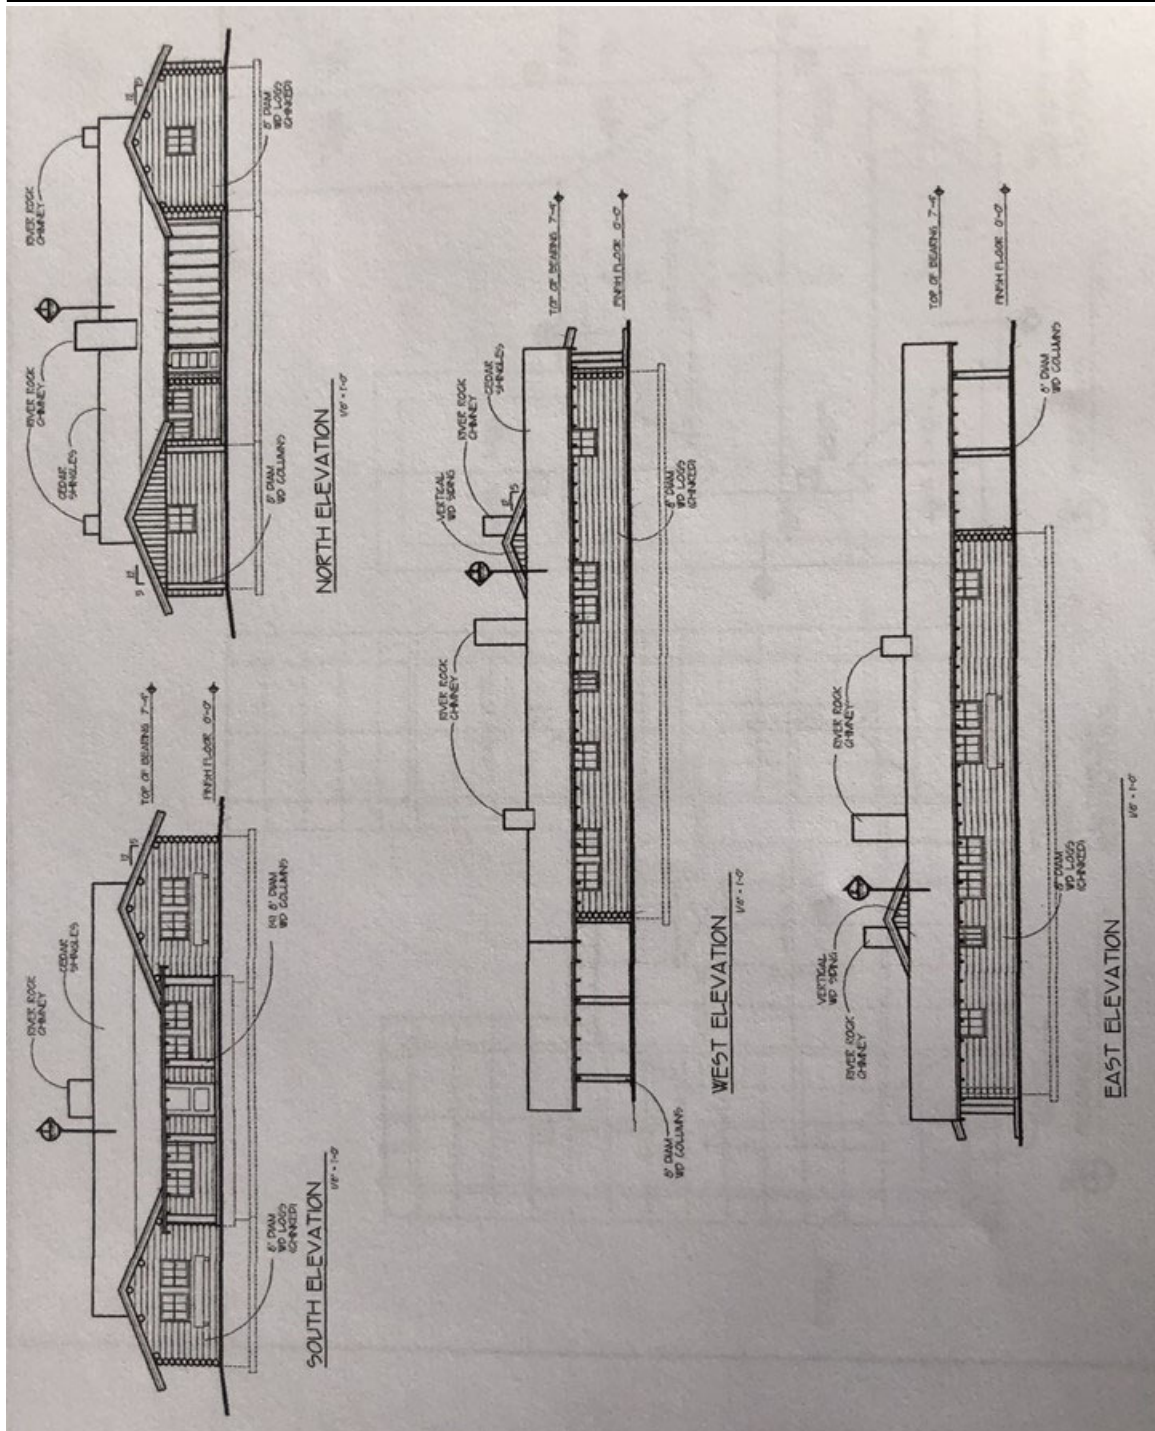 RIVER ROCK
CHIMNEY
CEDAR
SHINGLES
12
TOP OF BEARING 7'-4"
FINISH FLOOR 0'-0"
8" DIAM
WD LOGS
(CHINKED)
8" DIAM
WD COLUMNS
SOUTH ELEVATION
1/8" = 1'-0"
RIVER ROCK
CHIMNEY
RIVER ROCK
CHIMNEY
CEDAR
SHINGLES
12
12
8" DIAM
WD COLUMNS
8" DIAM
WD LOGS
(CHINKED)
NORTH ELEVATION
1/8" = 1'-0"
RIVER ROCK
CHIMNEY
VERTICAL
WD SIDING
RIVER ROCK
CHIMNEY
CEDAR
SHINGLES
12
TOP OF BEARING 7'-4"
FINISH FLOOR 0'-0"
8" DIAM
WD COLUMNS
8" DIAM
WD LOGS
(CHINKED)
WEST ELEVATION
1/8" = 1'-0"
RIVER ROCK
CHIMNEY
VERTICAL
WD SIDING
RIVER ROCK
CHIMNEY
TOP OF BEARING 7'-4"
FINISH FLOOR 0'-0"
8" DIAM
WD LOGS
(CHINKED)
8" DIAM
WD COLUMNS
EAST ELEVATION
1/8" = 1'-0"